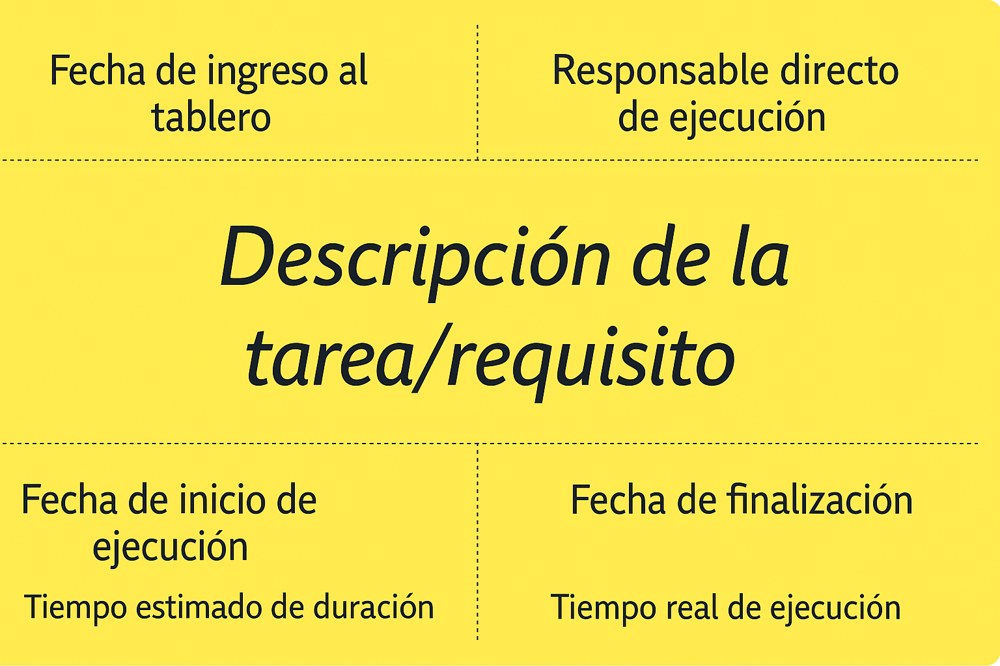 Fecha de ingreso al
tablero
Responsable directo
de ejecución
Descripción de la
tarea/requisito
Fecha de inicio de
ejecución
Tiempo estimado de duración
Fecha de finalización
Tiempo real de ejecución